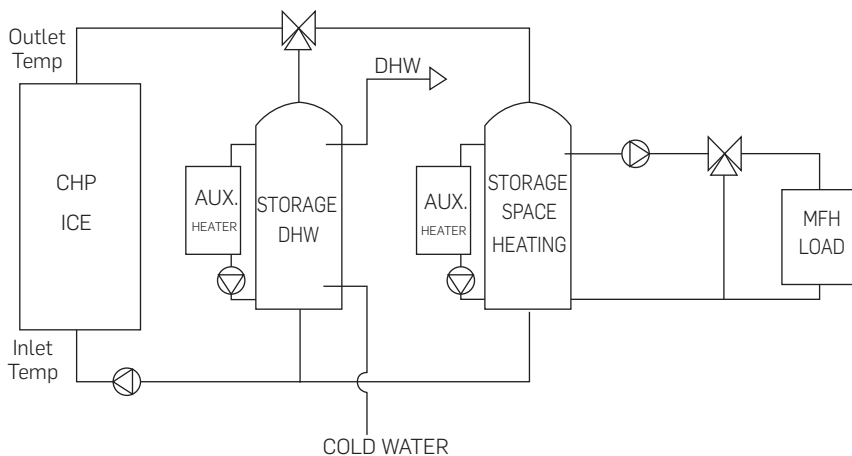 Outlet
Temp
DHW
CHP
ICE
AUX.
HEATER
STORAGE
DHW
AUX.
HEATER
STORAGE
SPACE
HEATING
MFH
LOAD
Inlet
Temp
COLD WATER